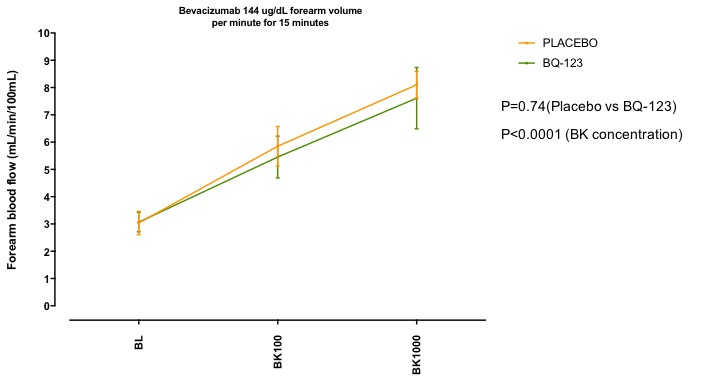 Bevacizumab 144 ug/dL forearm volume
per minute for 15 minutes
Forearm blood flow (mL/min/100mL)
10
9
8
7
6
5
4
3
2
1
0
BL
BK100
BK1000
PLACEBO
BQ-123
P=0.74(Placebo vs BQ-123)
P<0.0001 (BK concentration)